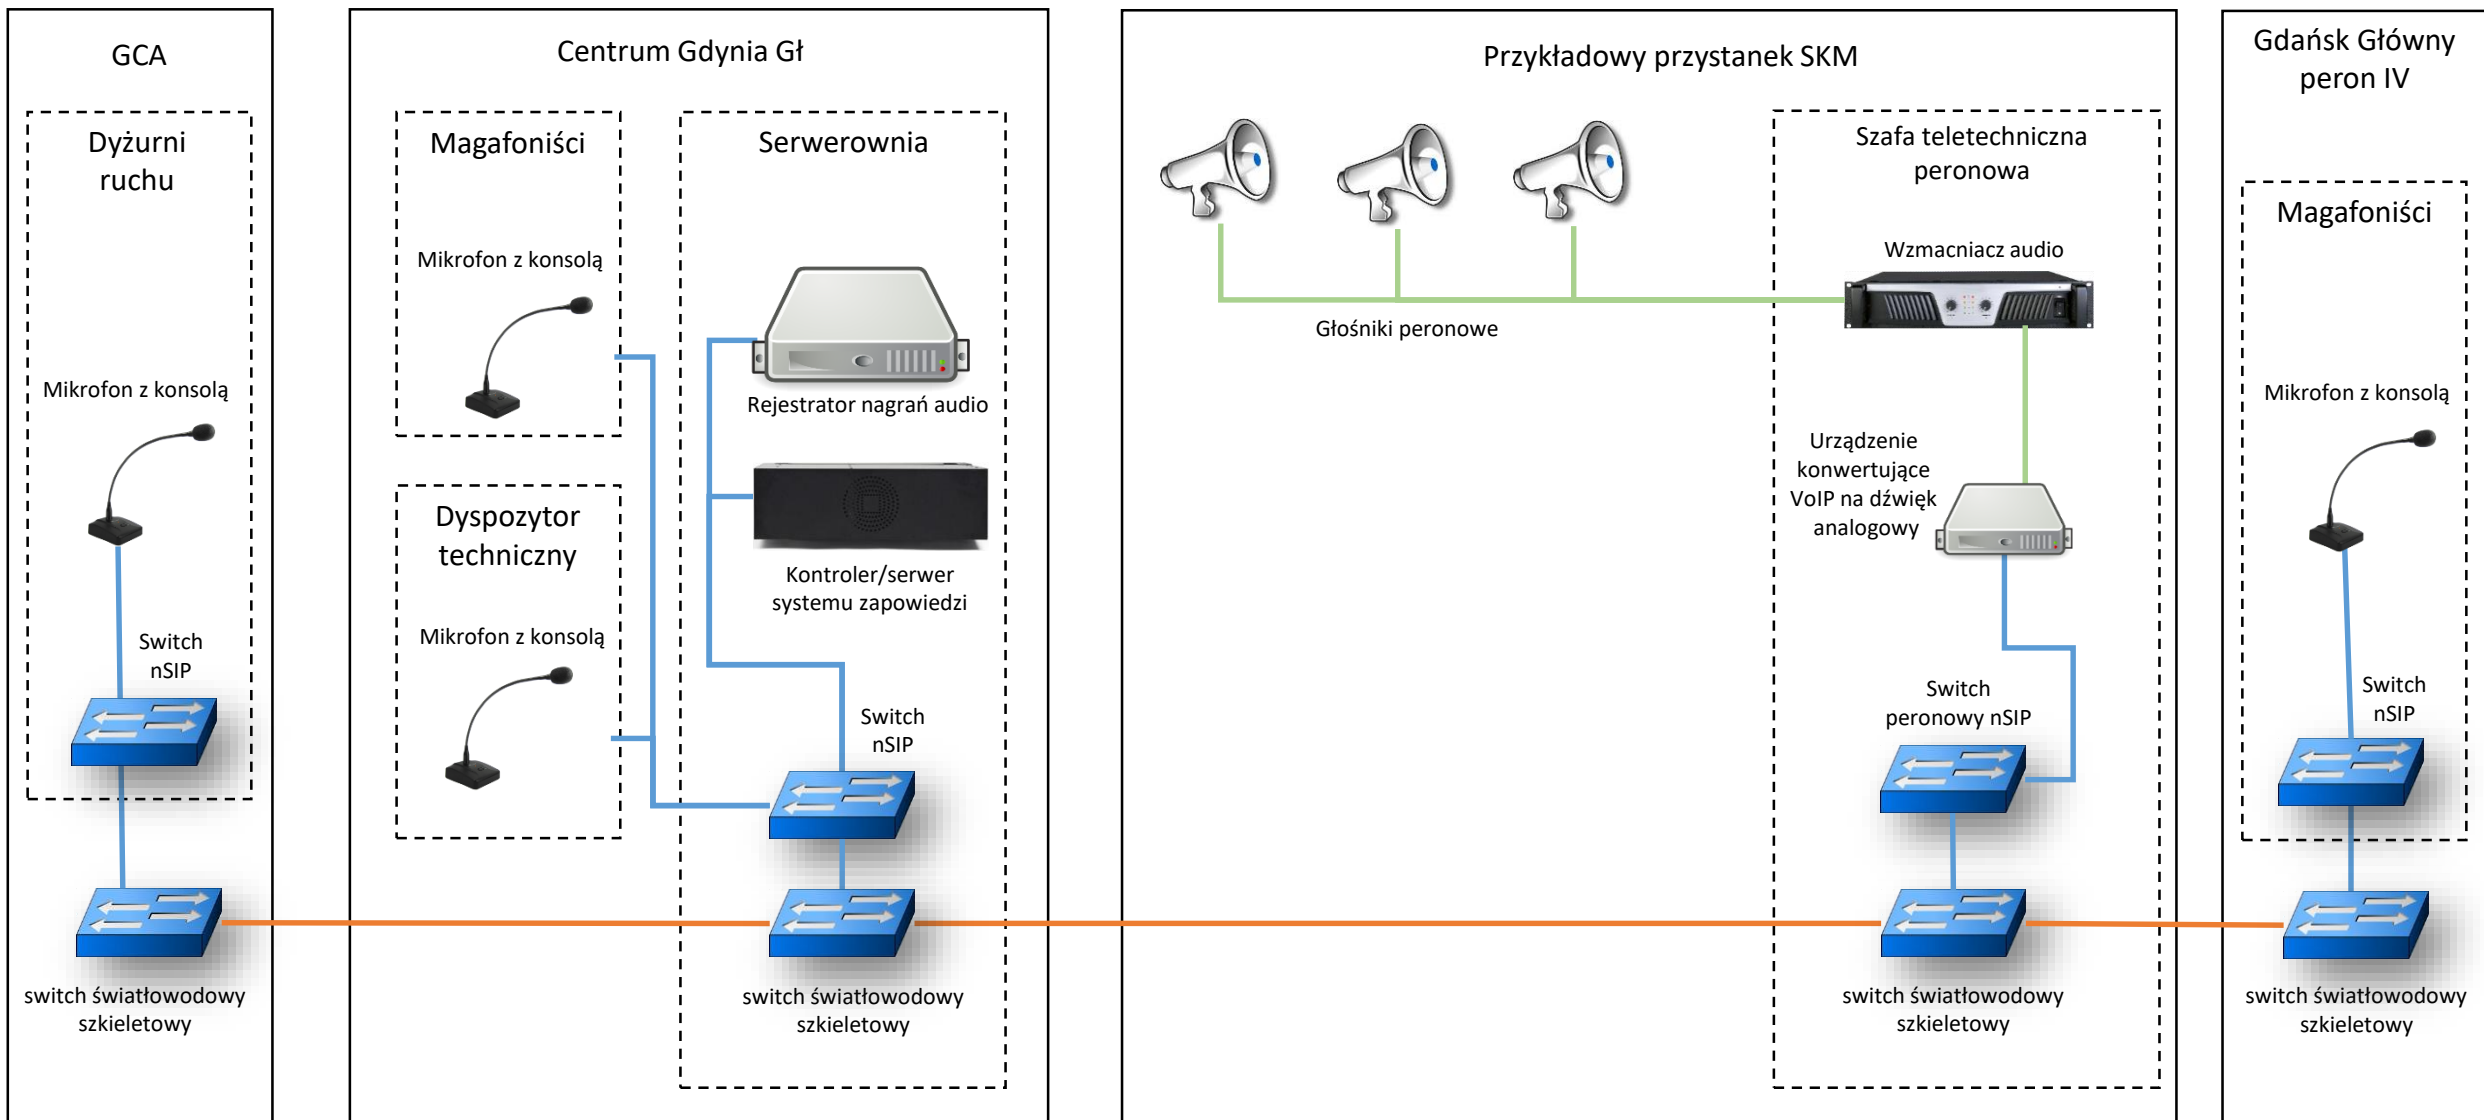 GCA
Dyżurni
ruchu
Mikrofon z konsolą
Switch
nSIP
switch światłowodowy
szkieletowy
Centrum Gdynia Gł
Magafoniści
Mikrofon z konsolą
Dyspozytor
techniczny
Mikrofon z konsolą
Serwerownia
Rejestrator nagrań audio
Kontroler/serwer
systemu zapowiedzi
Switch
nSIP
switch światłowodowy
szkieletowy
Przykładowy przystanek SKM
Głośniki peronowe
Szafa teletechniczna
peronowa
Wzmacniacz audio
Urządzenie
konwertujące
VoIP na dźwięk
analogowy
Switch
peronowy nSIP
switch światłowodowy
szkieletowy
Gdańsk Główny
peron IV
Magafoniści
Mikrofon z konsolą
Switch
nSIP
switch światłowodowy
szkieletowy